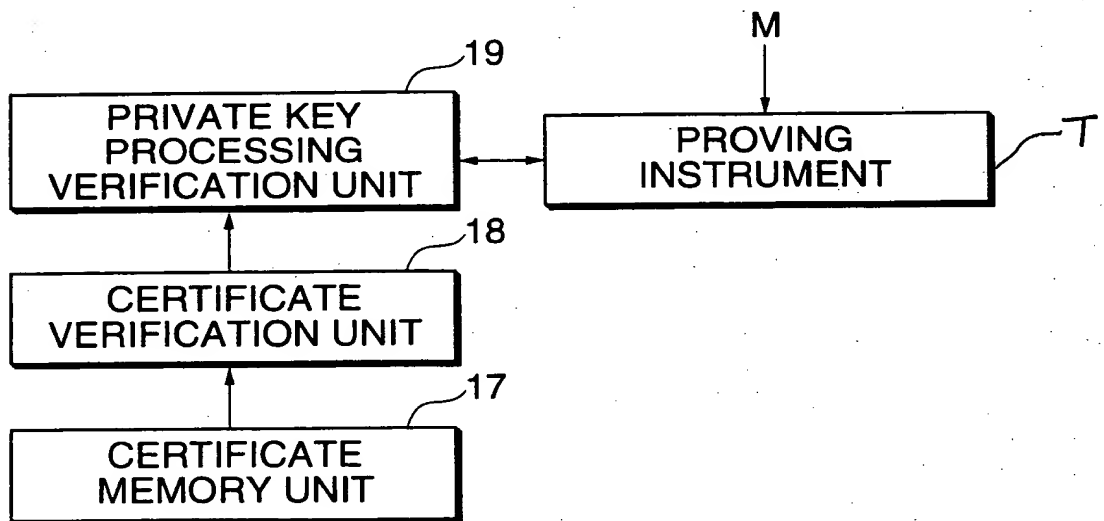 M
19
PRIVATE KEY
PROCESSING
VERIFICATION UNIT
PROVING
INSTRUMENT
T
18
CERTIFICATE
VERIFICATION UNIT
17
CERTIFICATE
MEMORY UNIT